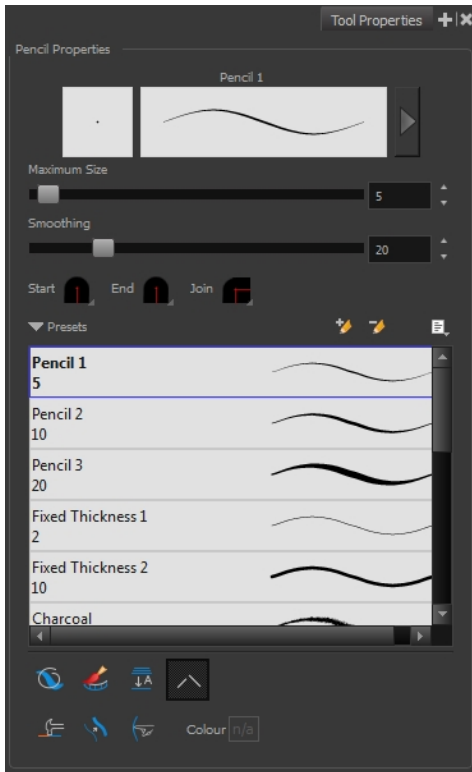 Tool Properties
Pencil Properties
Pencil 1
Maximum Size
5
Smoothing
20
Start End Join
Presets
Pencil 1
5
Pencil 2
10
Pencil 3
20
Fixed Thickness 1
2
Fixed Thickness 2
10
Charcoal
A
Colour n/a